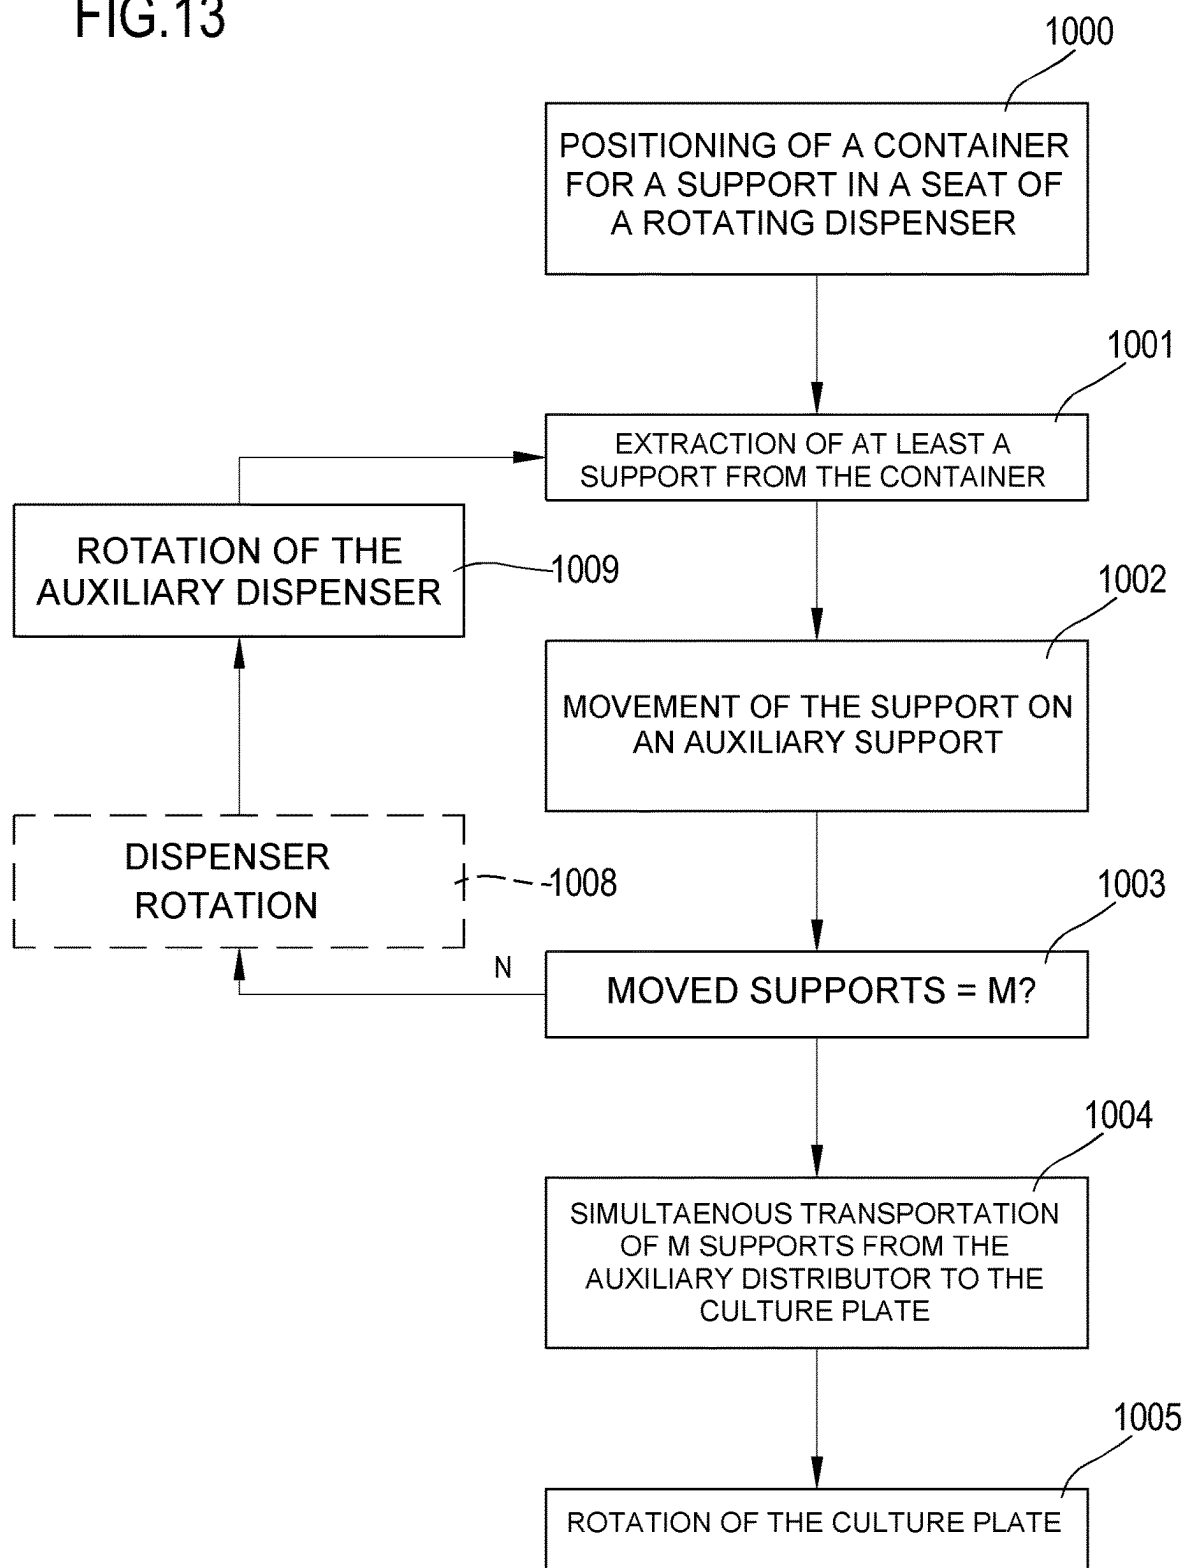 FIG.13
1000
POSITIONING OF A CONTAINER
FOR A SUPPORT IN A SEAT OF
A ROTATING DISPENSER
1001
EXTRACTION OF AT LEAST A
SUPPORT FROM THE CONTAINER
ROTATION OF THE
AUXILIARY DISPENSER
1009
1002
MOVEMENT OF THE SUPPORT ON
AN AUXILIARY SUPPORT
DISPENSER
ROTATION
1008
1003
N
MOVED SUPPORTS = M?
1004
SIMULTAENOUS TRANSPORTATION
OF M SUPPORTS FROM THE
AUXILIARY DISTRIBUTOR TO THE
CULTURE PLATE
1005
ROTATION OF THE CULTURE PLATE